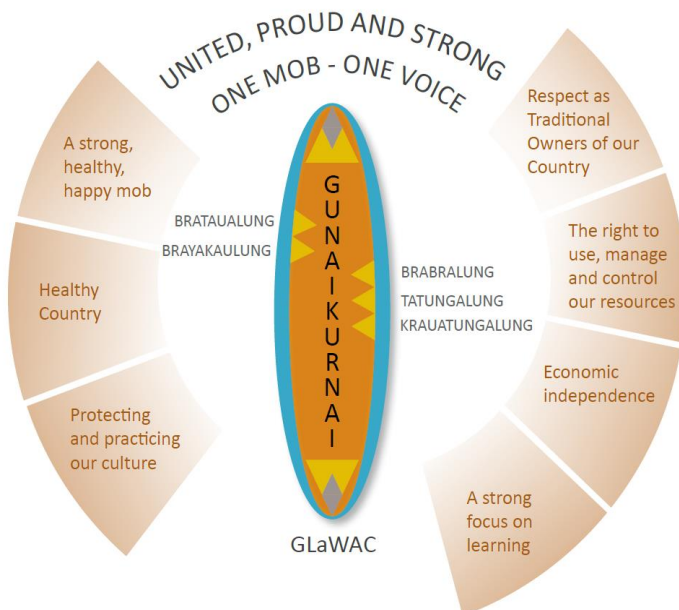 UNITED, PROUD AND STRONG
ONE MOB - ONE VOICE
A strong,
healthy,
happy mob
Healthy
Country
Protecting
and practicing
our culture
BRATAUALUNG
BRAYAKAULUNG
GUNAIKURNAI
BRABRALUNG
TATUNGALUNG
KRAUATUNGALUNG
GLaWAC
Respect as
Traditional
Owners of our
Country
The right to
use, manage
and control
our resources
Economic
independence
A strong
focus on
learning